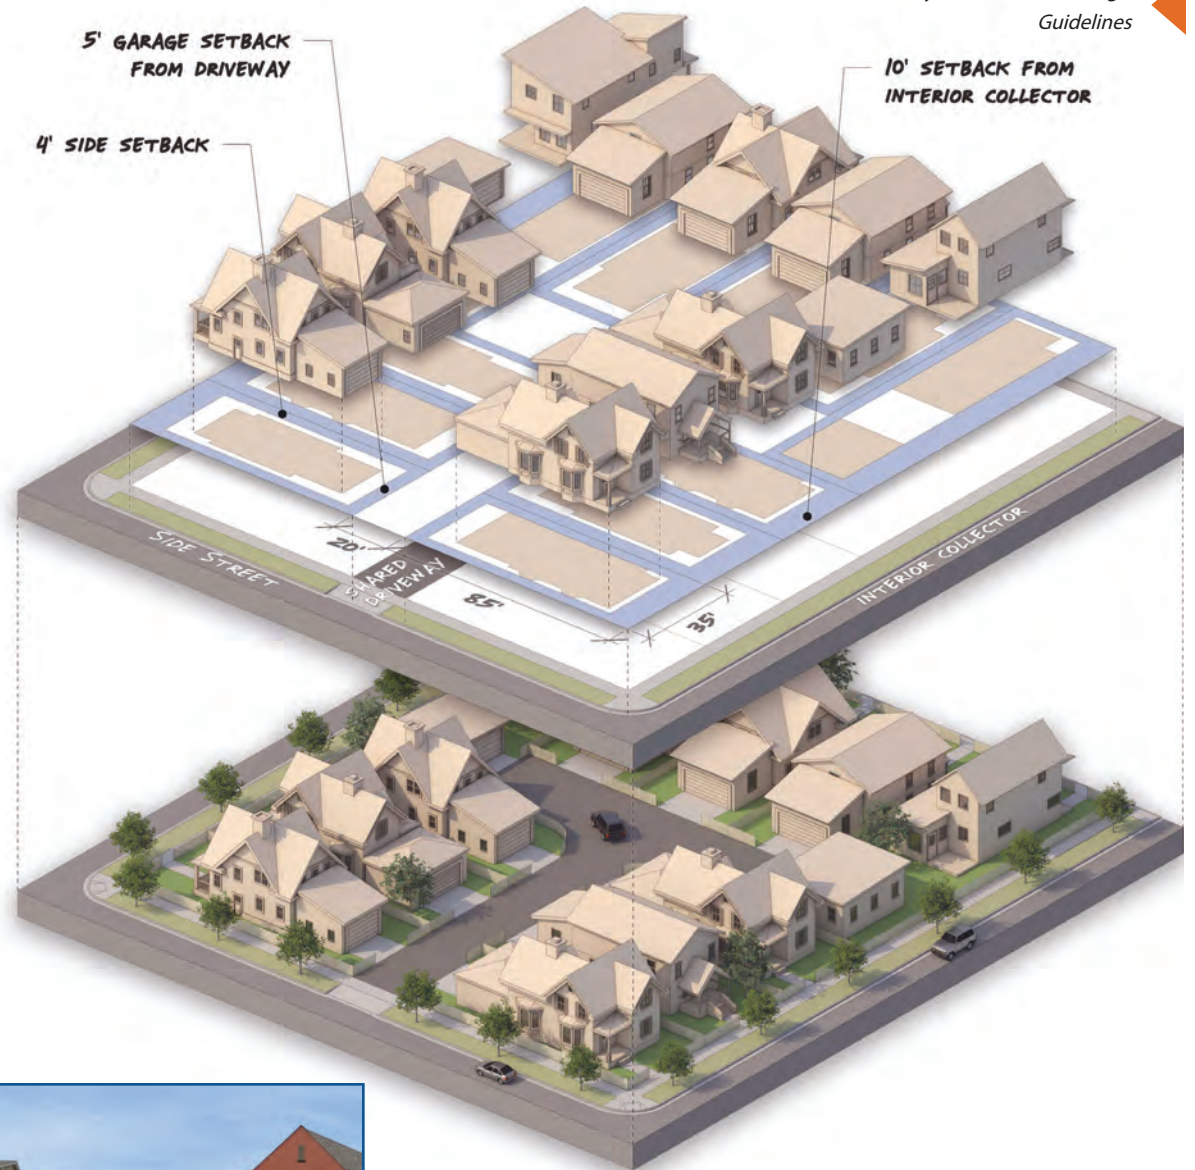 Guidelines
5' GARAGE SETBACK
FROM DRIVEWAY
10' SETBACK FROM
INTERIOR COLLECTOR
4' SIDE SETBACK
20'
SIDE STREET
SHARED
DRIVEWAY
85'
35'
INTERIOR COLLECTOR